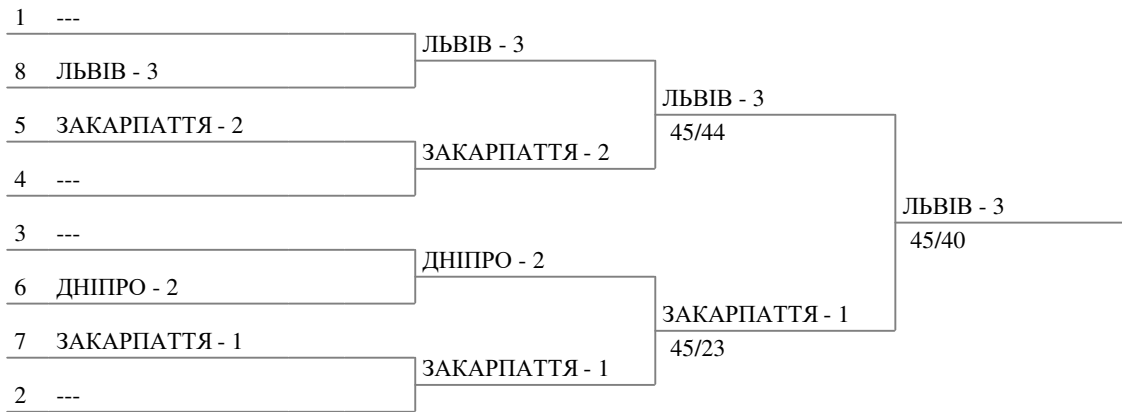 1 ---
ЛЬВІВ - 3
8 ЛЬВІВ - 3
ЛЬВІВ - 3
5 ЗАКАРПАТТЯ - 2
45/44
ЗАКАРПАТТЯ - 2
4 ---
ЛЬВІВ - 3
3 ---
45/40
ДНІПРО - 2
6 ДНІПРО - 2
ЗАКАРПАТТЯ - 1
7 ЗАКАРПАТТЯ - 1
45/23
ЗАКАРПАТТЯ - 1
2 ---